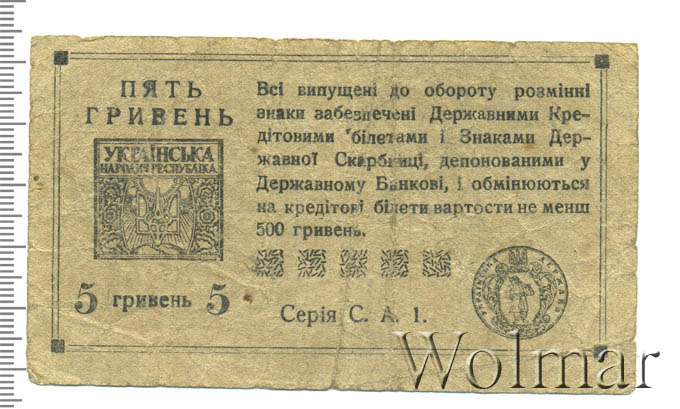 ПЯТЬ
ГРИВЕНЬ
УКРАЇНСЬКА
НАРОДНЯ РЕСПУБЛІКА
5 гривень 5
Всі випущені до обороту розмінні
знаки забезпечені Державними Кре-
дітовими білетами і Знаками Дер-
жавної Скарбниці, депонованими у
Державному Банкові, і обмінюються
на кредітові білети вартости не менш
500 гривень.
Серія С. А. 1.
УКРАЇНСЬКА ДЕРЖАВА
Wolmar